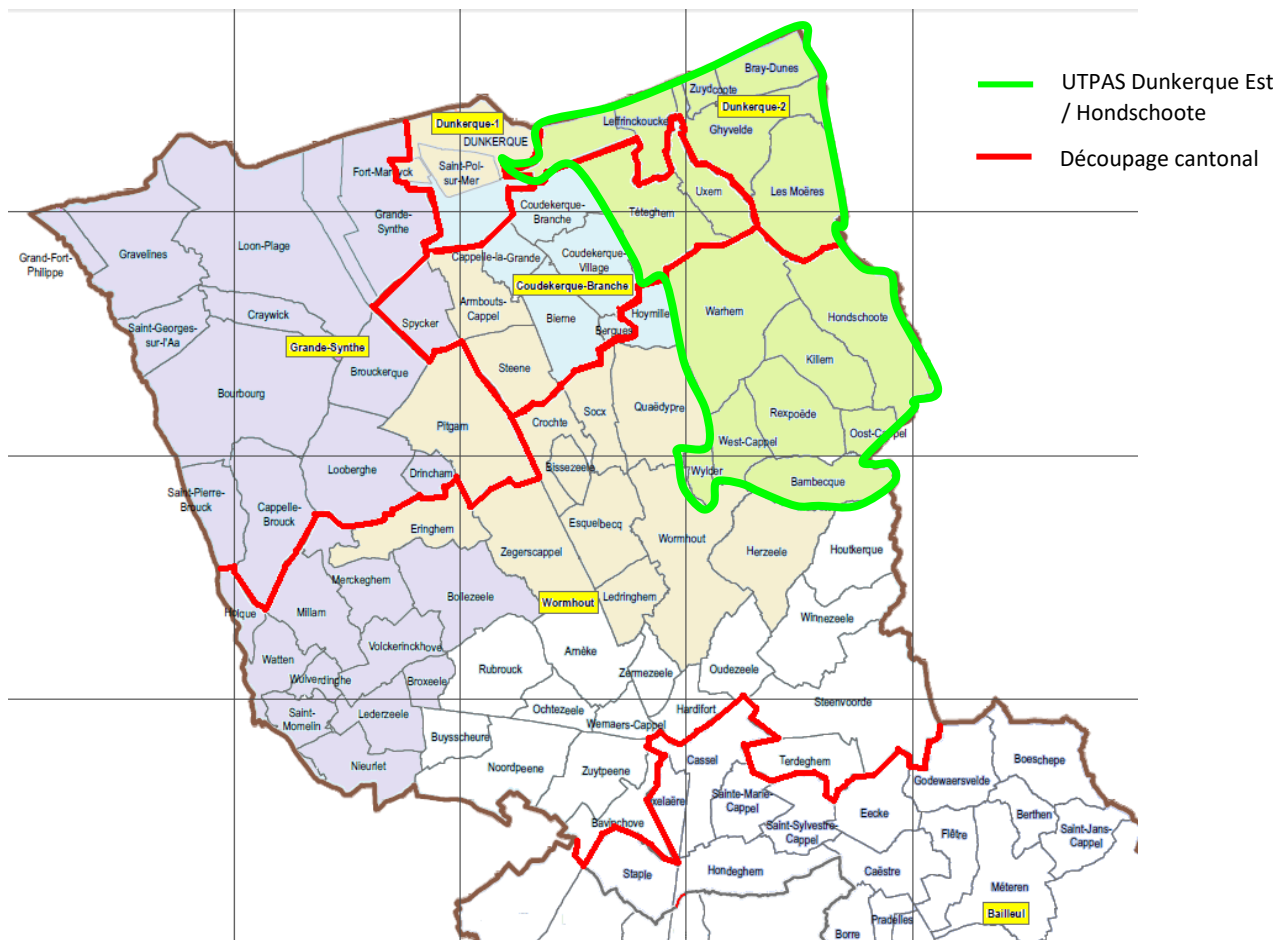 UTPAS Dunkerque Est
/ Hondschoote
Découpage cantonal
Bray-Dunes
Zuydcoote
Dunkerque-2
Dunkerque-1
Leffrinckoucke
Ghyvelde
DUNKERQUE
Saint-Pol-
sur-Mer
Fort-Mardyck
Uxem
Les Moëres
Grande-
Synthe
Coudekerque-
Branche
Téteghem
Grand-Fort-
Philippe
Gravelines
Loon-Plage
Cappelle-la-Grande
Coudekerque-
Village
Coudekerque-Branche
Armbouts-
Cappel
Craywick
Spycker
Bierne
Hoymille
Bergues
Warhem
Hondschoote
Saint-Georges-
sur-l'Aa
Grande-Synthe
Brouckerque
Steene
Killem
Bourbourg
Socx
Quaëdypre
Rexpoëde
Pitgam
Crochte
West-Cappel
Oost-Cappel
Looberghe
Drincham
Bissezeele
Wylder
Bambecque
Saint-Pierre-
Brouck
Cappelle-
Brouck
Eringhem
Esquelbecq
Zegerscappel
Wormhout
Herzeele
Houtkerque
Merckeghem
Bollezeele
Wormhout
Ledringhem
Holque
Millam
Winnezeele
Volckerinckhove
Arnèke
Watten
Wulverdinghe
Broxeele
Rubrouck
Zermezeele
Oudezeele
Saint-
Momelin
Lederzeele
Ochtezeele
Hardifort
Steenvoorde
Wemaers-Cappel
Buysscheure
Nieurlet
Noordpeene
Zuytpeene
Cassel
Terdeghem
Boeschepe
Godewaersvelde
Sainte-Marie-
Cappel
xelaëre
Bavinchove
Saint-Sylvestre-
Cappel
Eecke
Berthen
Flêtre
Saint-Jans-
Cappel
Staple
Hondeghem
Caëstre
Méteren
Bailleul
Pradelles
Borre